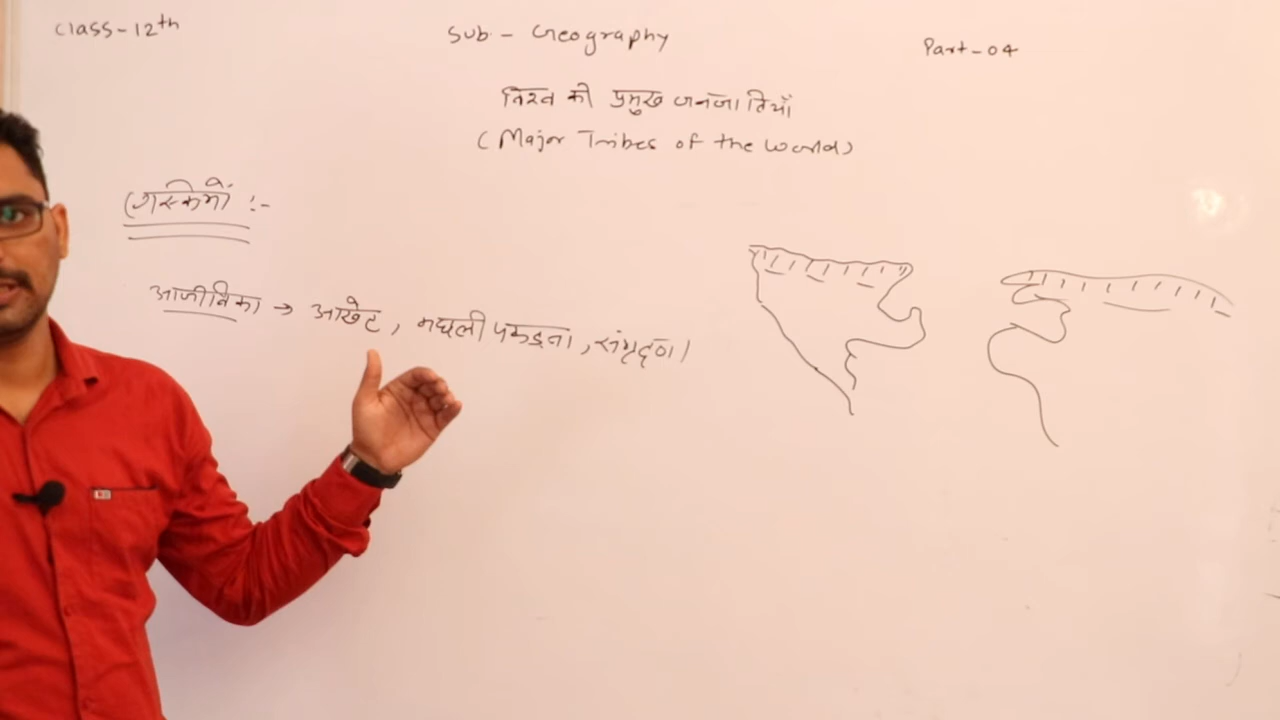 Class-12th
Sub - Geography
Part-04
विश्व की प्रमुख जनजातियाँ
(Major Tribes of the World)
एस्किमों :-
आजीविका → आखेट, मछली पकड़ना, संग्रहण।